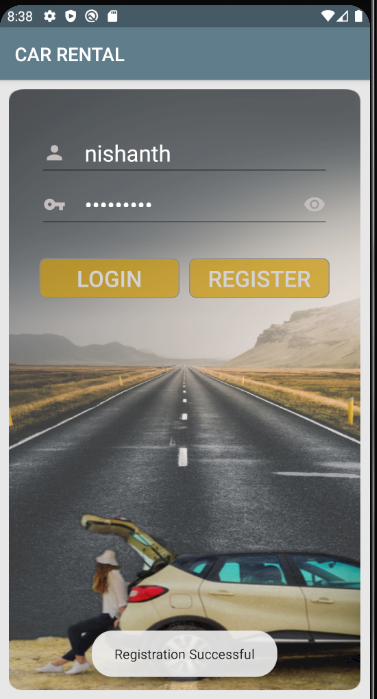 8:38
CAR RENTAL
nishanth
•••••••••
LOGIN
REGISTER
Registration Successful